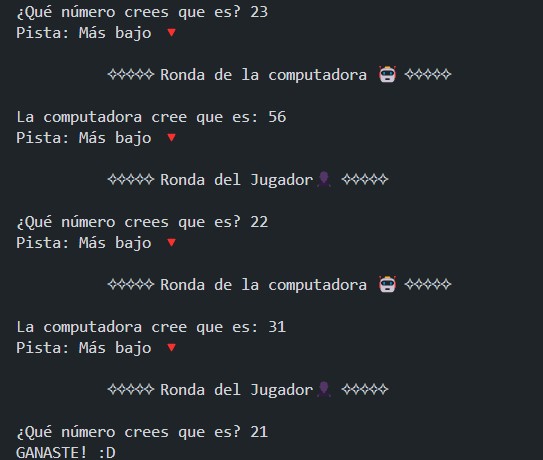 ¿Qué número crees que es? 23
Pista: Más bajo 🔻
✧✧✧✧✧ Ronda de la computadora 🤖 ✧✧✧✧✧
La computadora cree que es: 56
Pista: Más bajo 🔻
✧✧✧✧✧ Ronda del Jugador👤 ✧✧✧✧✧
¿Qué número crees que es? 22
Pista: Más bajo 🔻
✧✧✧✧✧ Ronda de la computadora 🤖 ✧✧✧✧✧
La computadora cree que es: 31
Pista: Más bajo 🔻
✧✧✧✧✧ Ronda del Jugador👤 ✧✧✧✧✧
¿Qué número crees que es? 21
GANASTE! :D